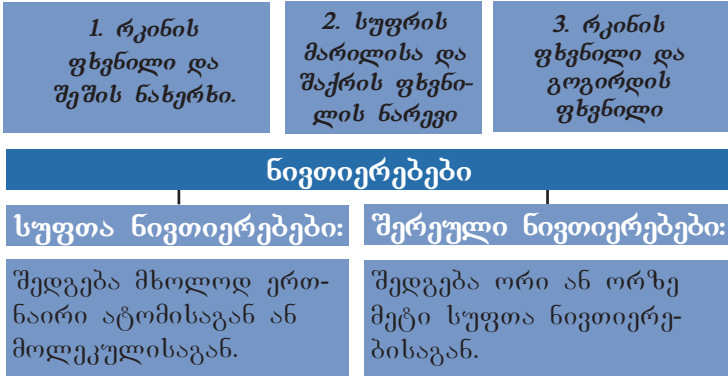 1. რკინის
ფხვნილი და
შეშის ნახერხი.
2. სუფრის
მარილისა და
შაქრის ფხვნი-
ლის ნარევი
3. რკინის
ფხვნილი და
გოგირდის
ფხვნილი
ნივთიერებები
სუფთა ნივთიერებები:
შედგება მხოლოდ ერთ-
ნაირი ატომისაგან ან
მოლეკულისაგან.
შერეული ნივთიერებები:
შედგება ორი ან ორზე
მეტი სუფთა ნივთიერე-
ბისაგან.